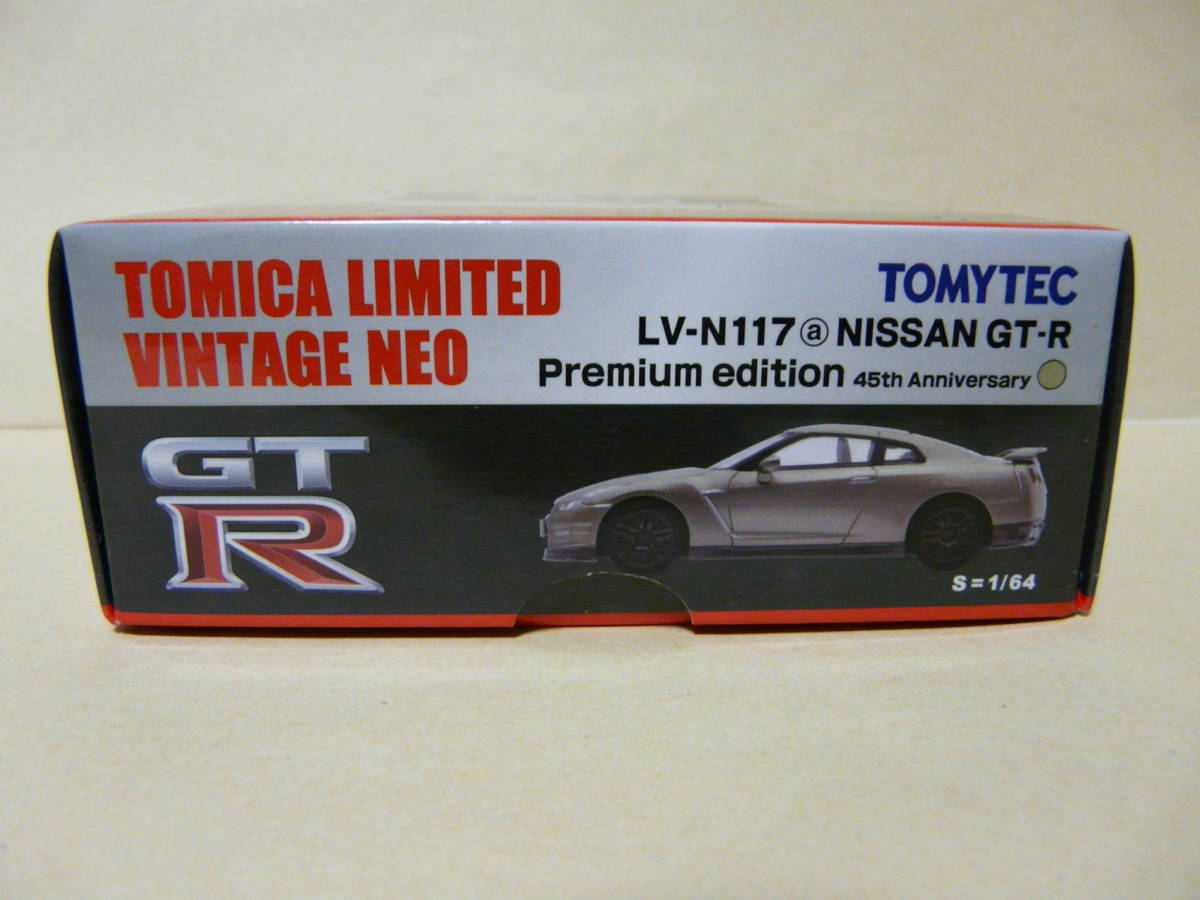 TOMICA LIMITED
VINTAGE NEO
TOMYTEC
LV-N117ⓐ NISSAN GT-R
Premium edition 45th Anniversary
GT
R
S=1/64